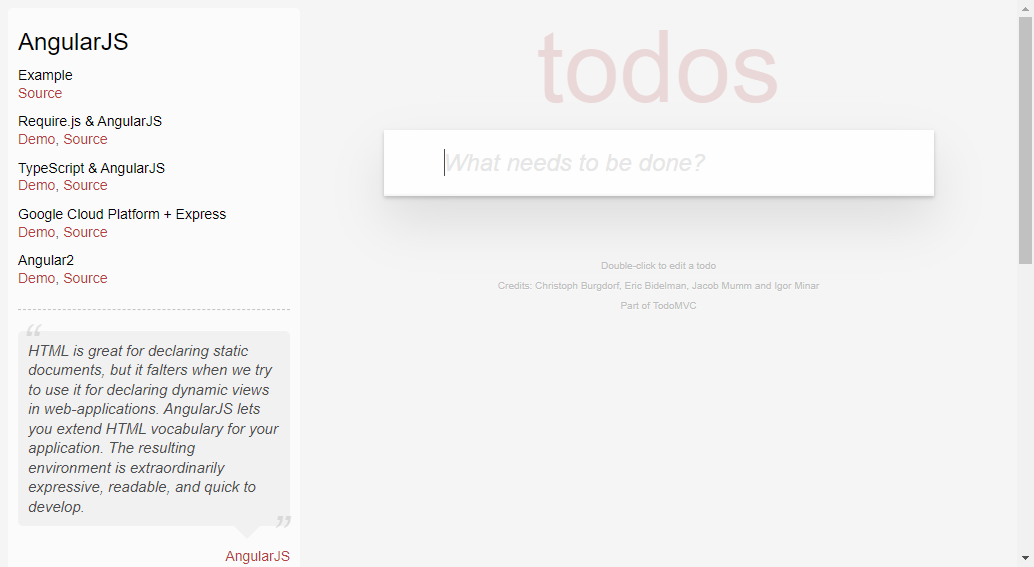 AngularJS
Example
Source
Require.js & AngularJS
Demo, Source
TypeScript & AngularJS
Demo, Source
Google Cloud Platform + Express
Demo, Source
Angular2
Demo, Source
“
HTML is great for declaring static
documents, but it falters when we try
to use it for declaring dynamic views
in web-applications. AngularJS lets
you extend HTML vocabulary for your
application. The resulting
environment is extraordinarily
expressive, readable, and quick to
develop.
”
AngularJS
todos
What needs to be done?
Double-click to edit a todo
Credits: Christoph Burgdorf, Eric Bidelman, Jacob Mumm and Igor Minar
Part of TodoMVC